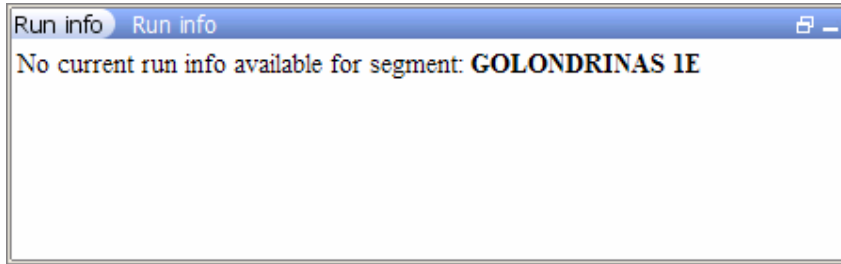 Run info Run info
No current run info available for segment: GOLONDRINAS 1E